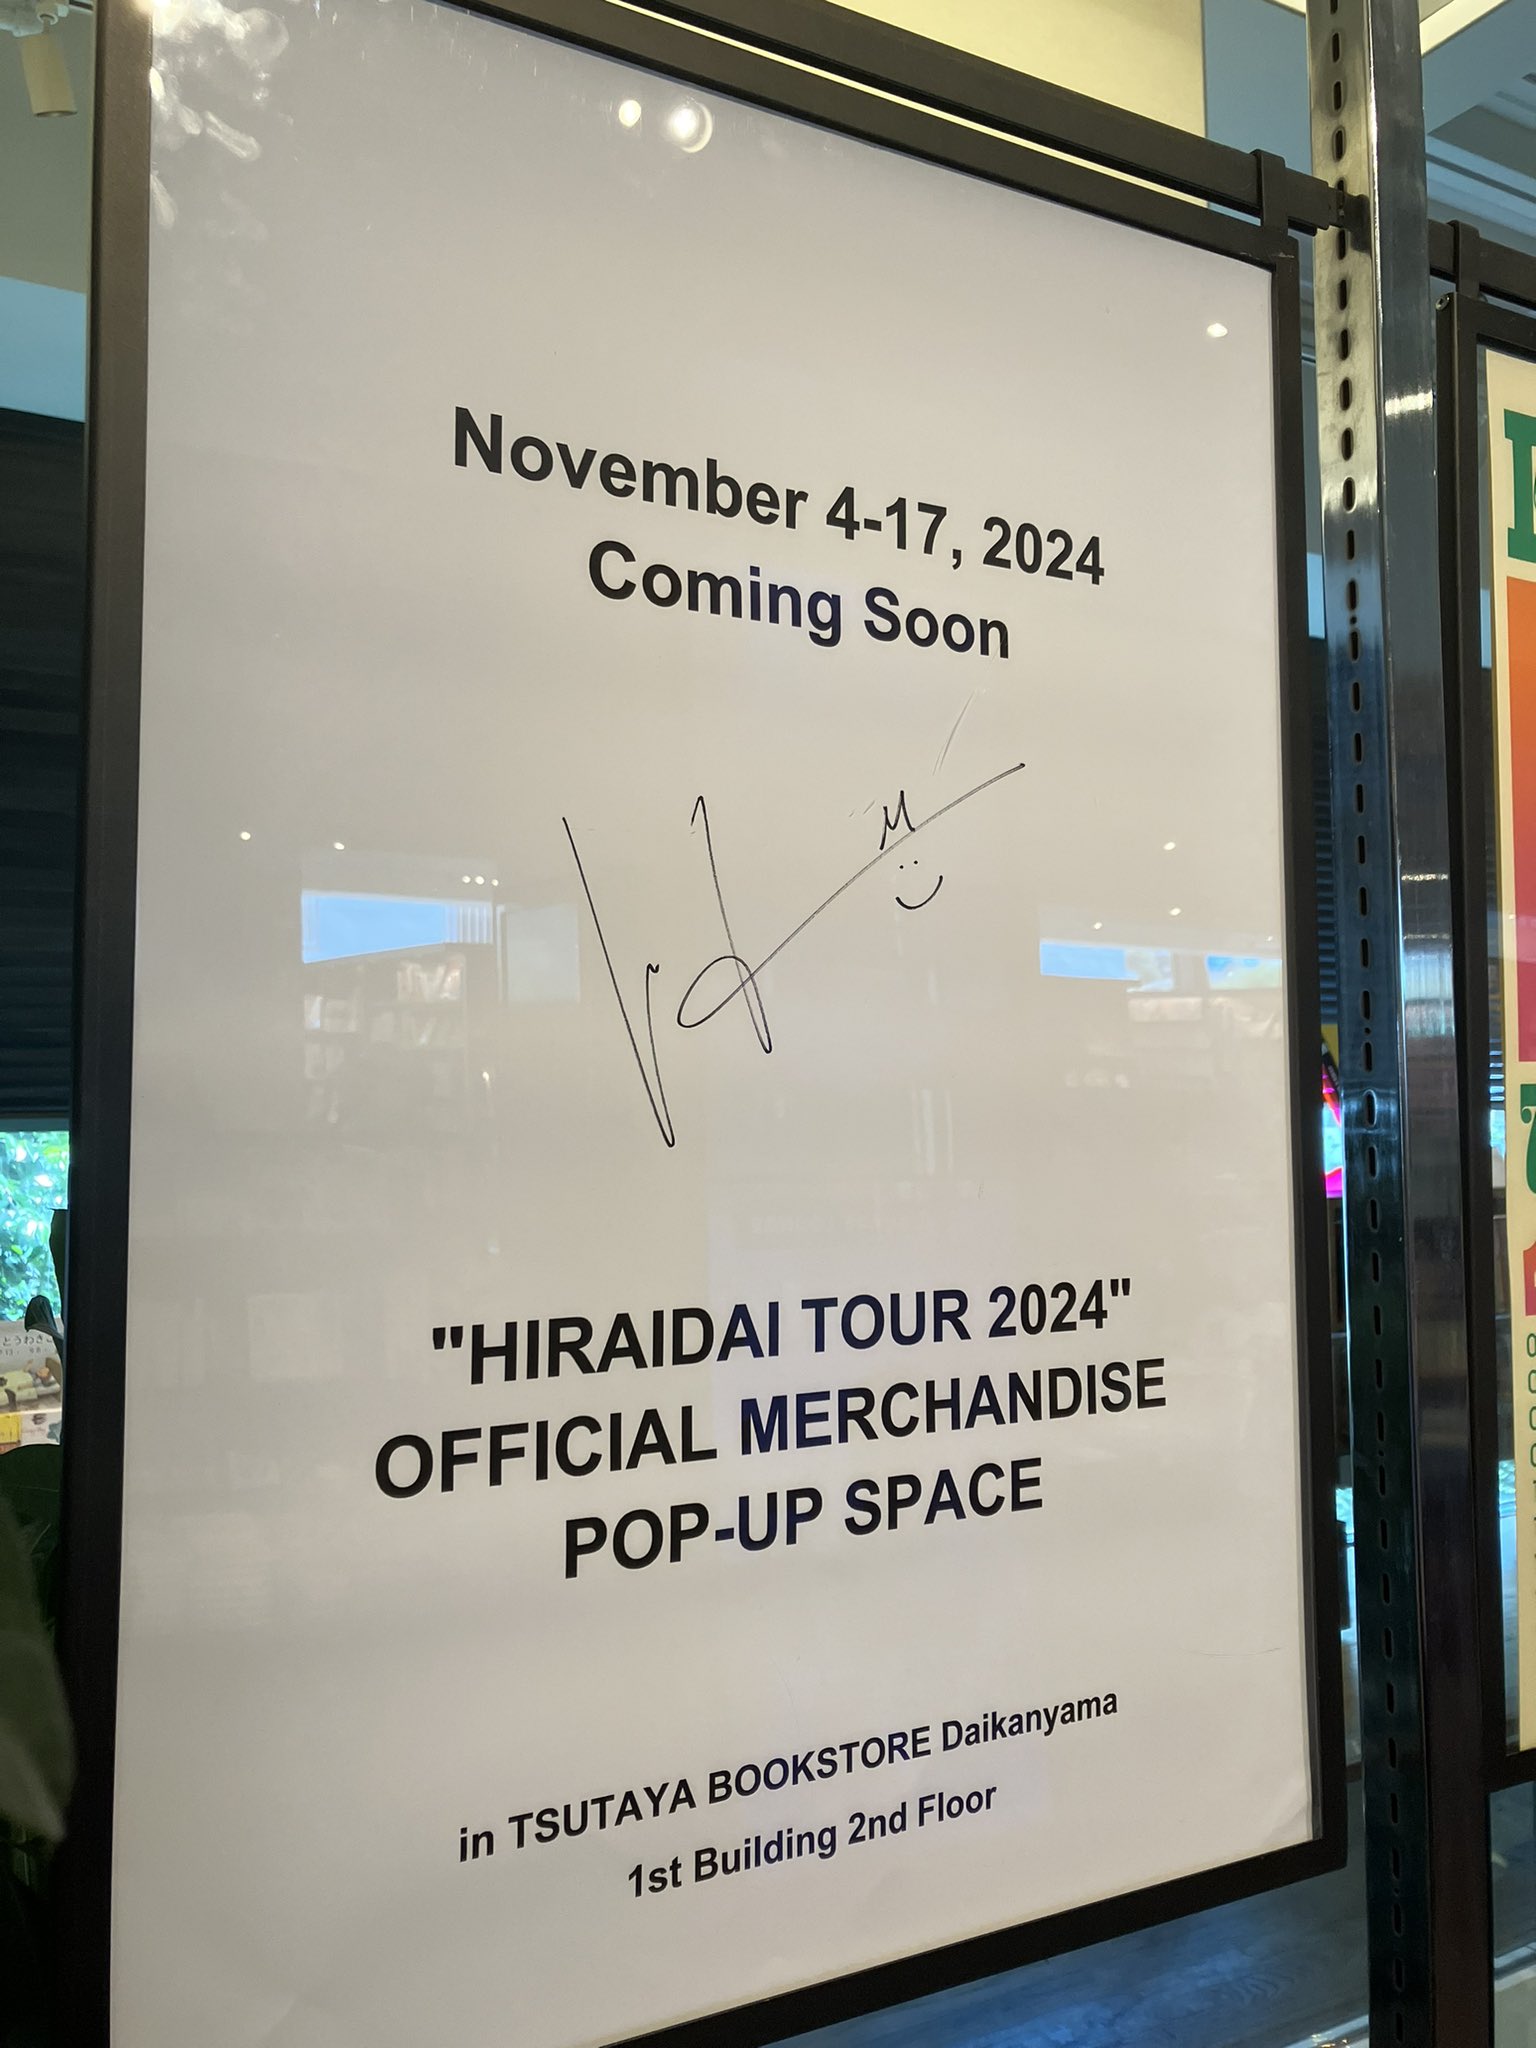 November 4-17, 2024
Coming Soon
"HIRAIDAI TOUR 2024"
OFFICIAL MERCHANDISE
POP-UP SPACE
in TSUTAYA BOOKSTORE Daikanyama
1st Building 2nd Floor